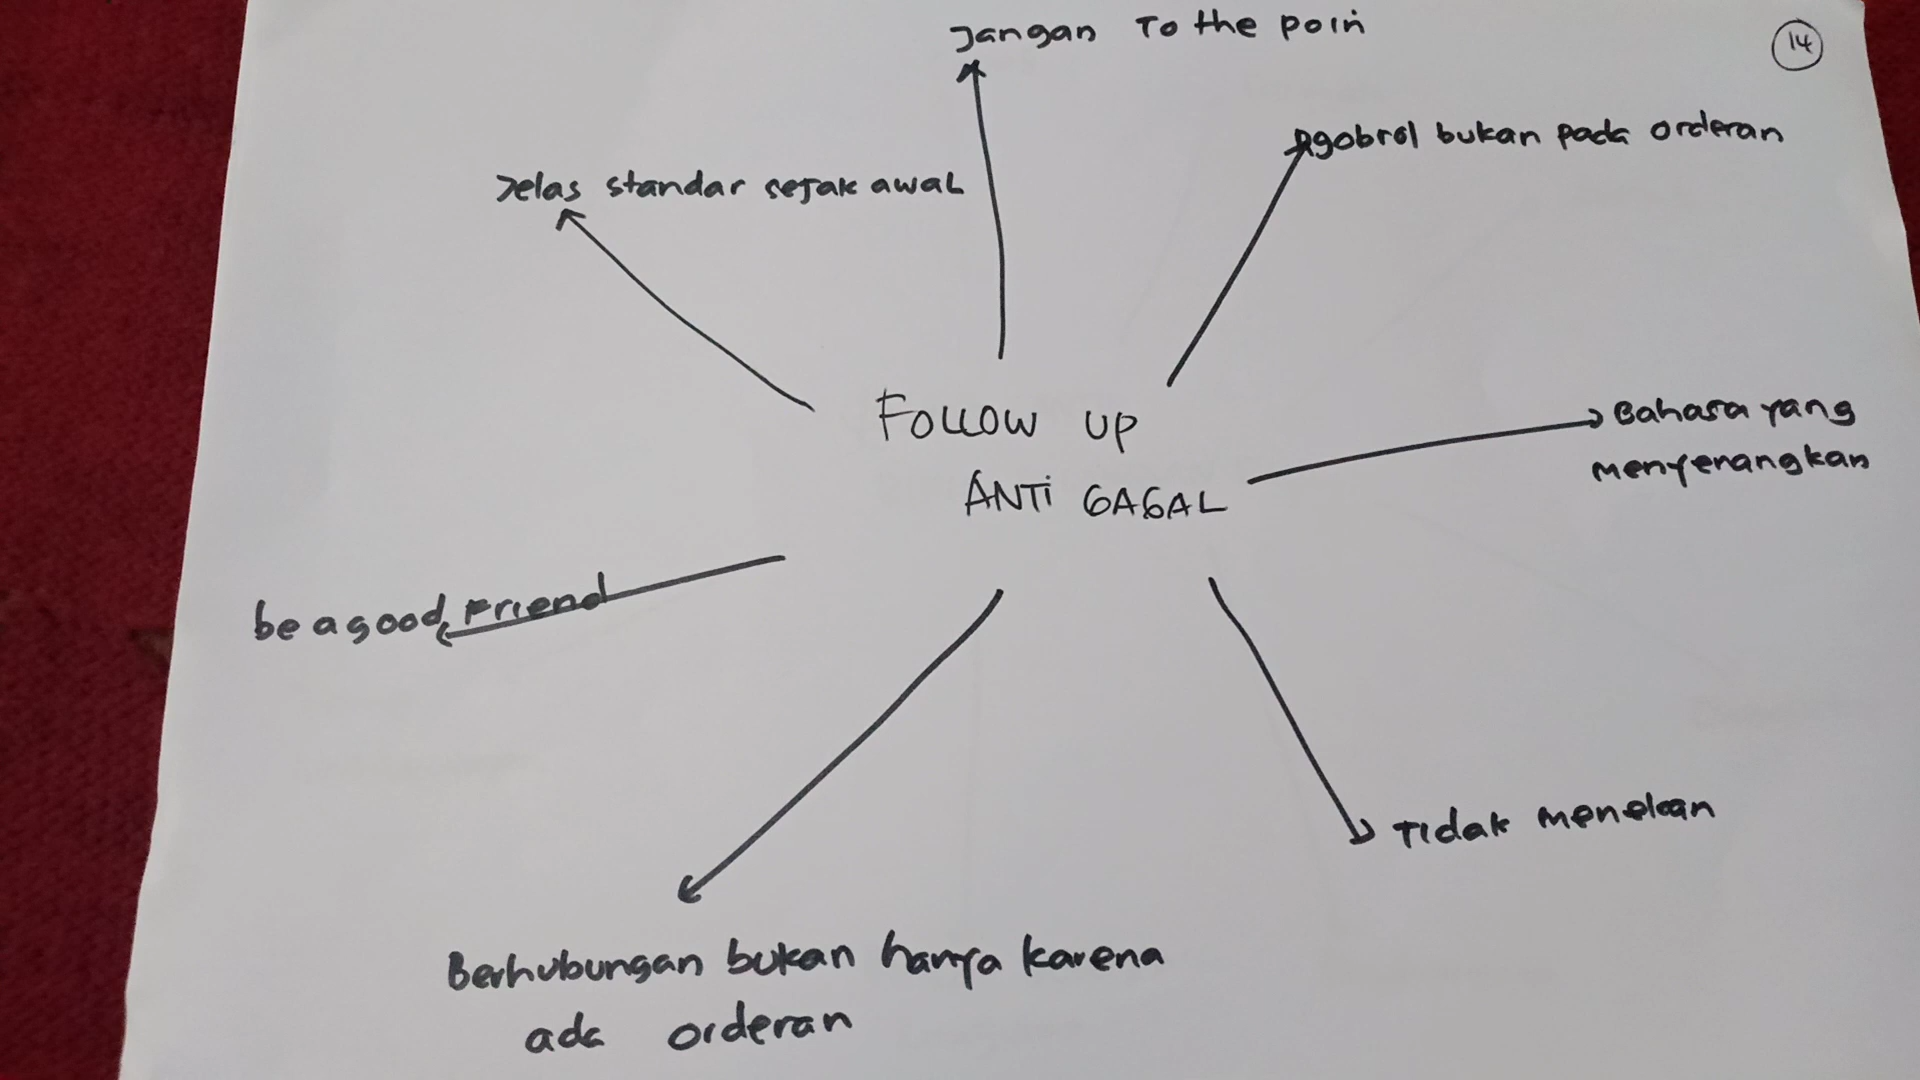 Jangan To the poin
14
Ngobrol bukan pada orderan
Jelas standar sejak awal
Follow up
Anti GAGAL
Bahasa yang
menyenangkan
be a good Friend
Tidak menekan
Berhubungan bukan hanya karena
ada orderan